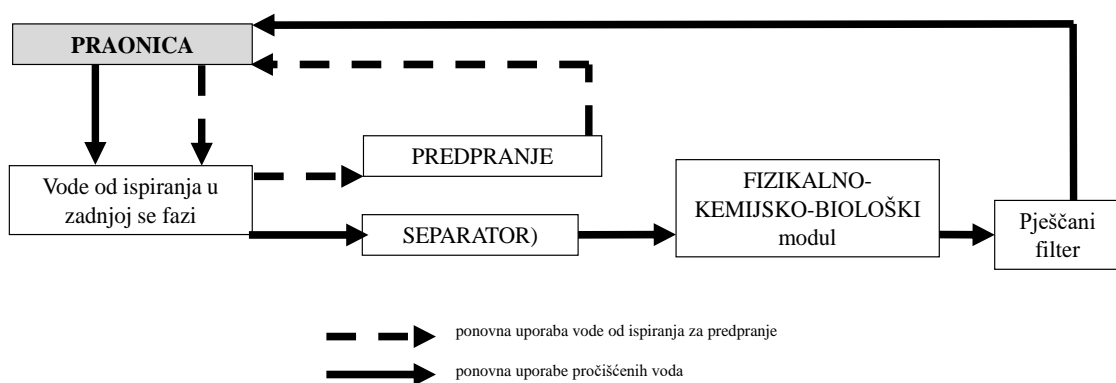 PRAONICA
PREDPRANJE
Vode od ispiranja u
zadnjoj se fazi
SEPARATOR)
FIZIKALNO-
KEMIJSKO-BIOLOŠKI
modul
Pješčani
filter
ponovna uporaba vode od ispiranja za predpranje
ponovna uporabe pročišćenih voda